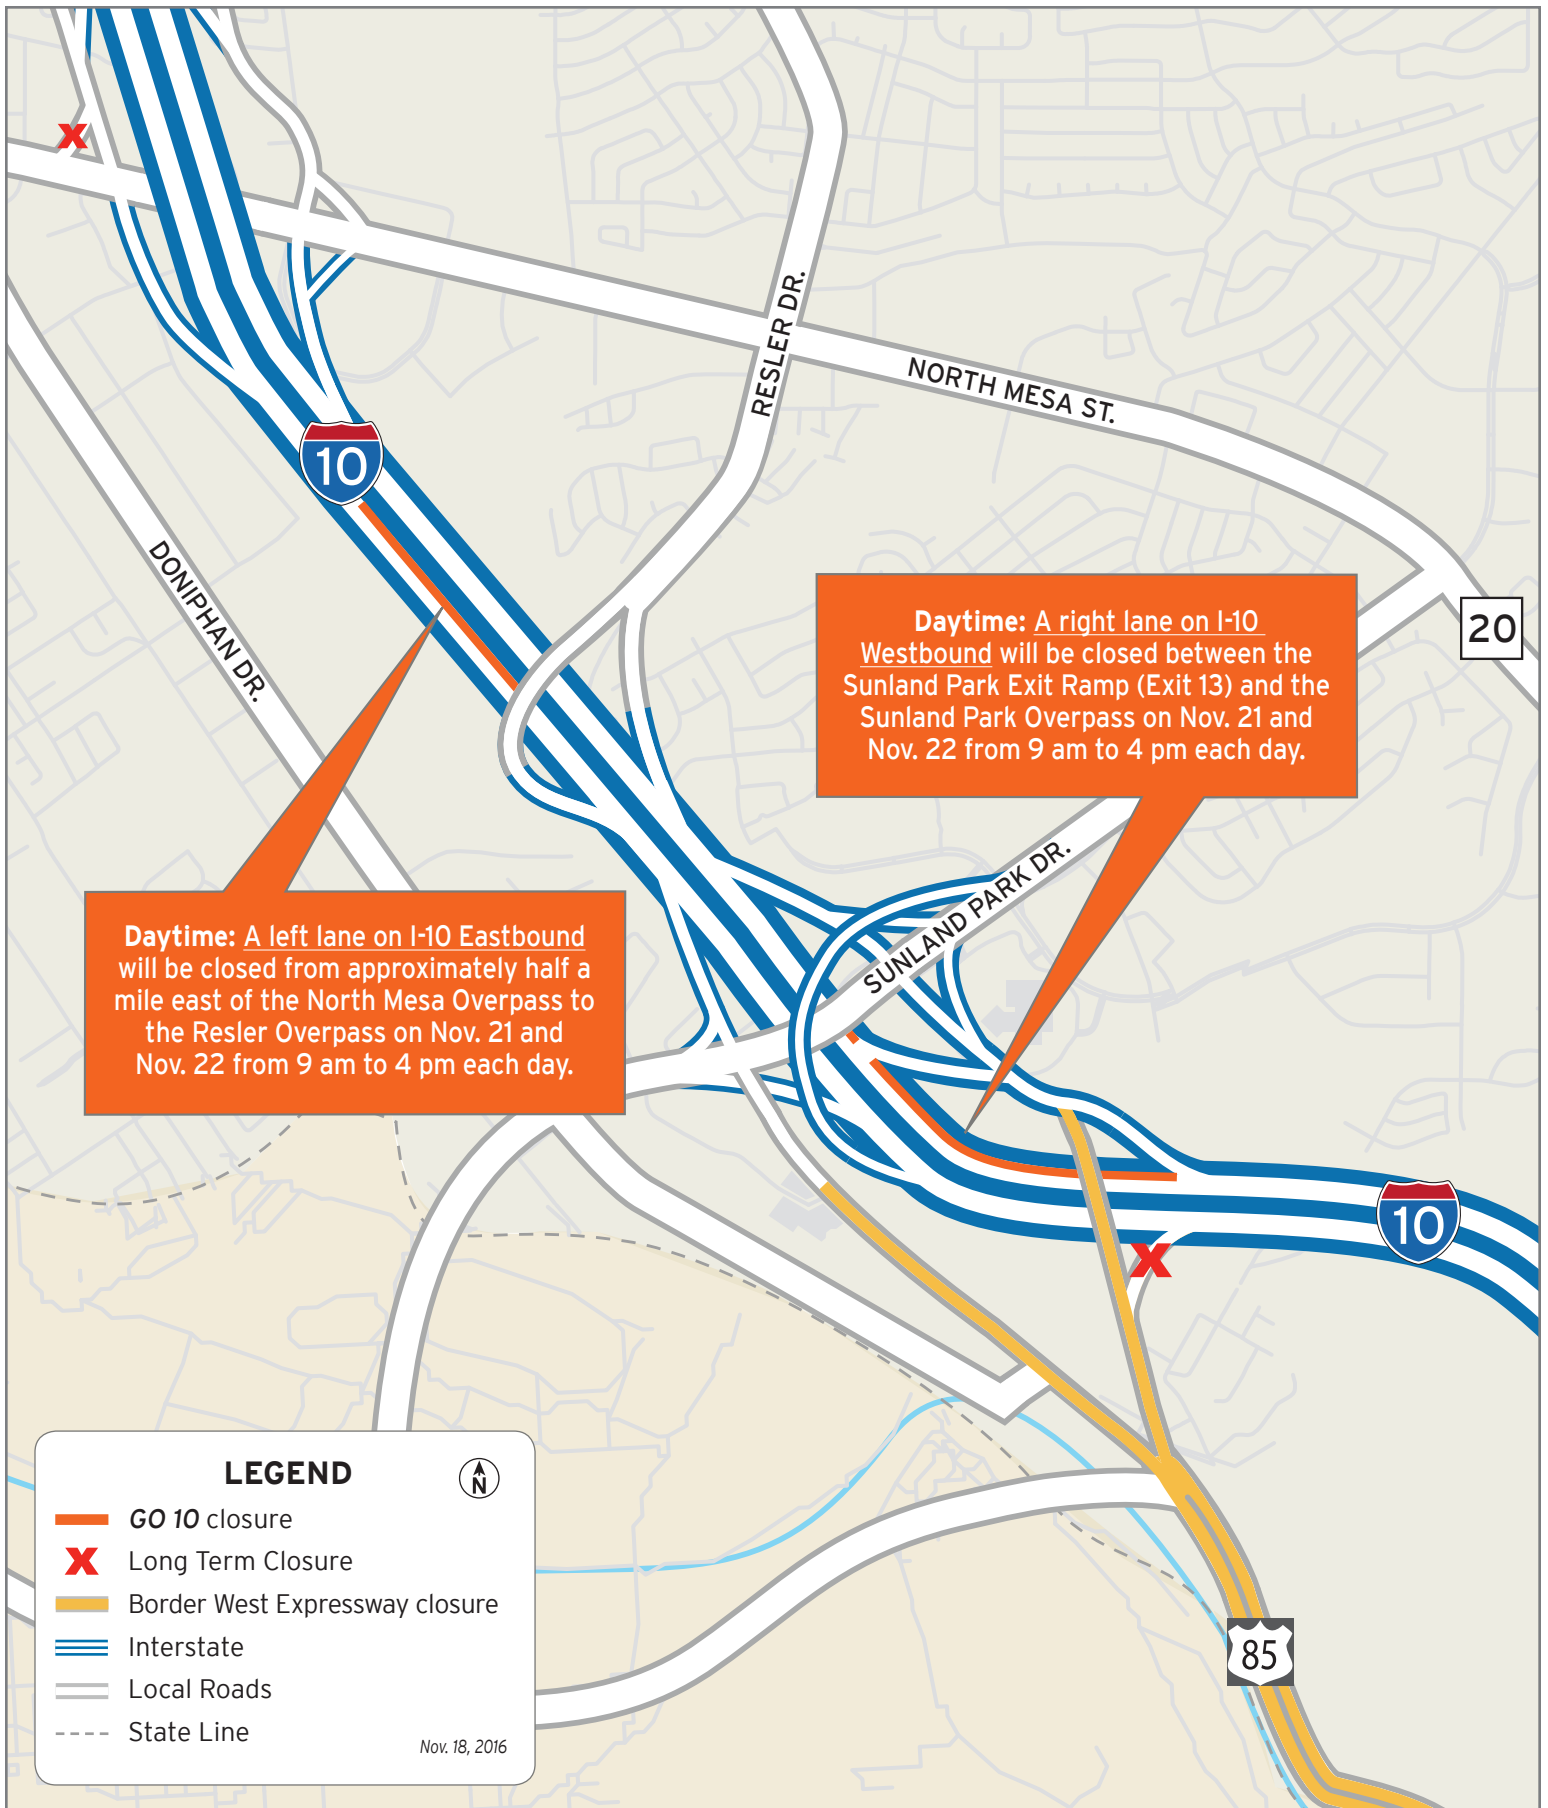 RESLER DR.
NORTH MESA ST.
10
DONIPHAN DR.
20
Daytime: A right lane on I-10
Westbound will be closed between the
Sunland Park Exit Ramp (Exit 13) and the
Sunland Park Overpass on Nov. 21 and
Nov. 22 from 9 am to 4 pm each day.
SUNLAND PARK DR.
Daytime: A left lane on I-10 Eastbound
will be closed from approximately half a
mile east of the North Mesa Overpass to
the Resler Overpass on Nov. 21 and
Nov. 22 from 9 am to 4 pm each day.
10
LEGEND
N
GO 10 closure
X Long Term Closure
Border West Expressway closure
Interstate
Local Roads
State Line
Nov. 18, 2016
85